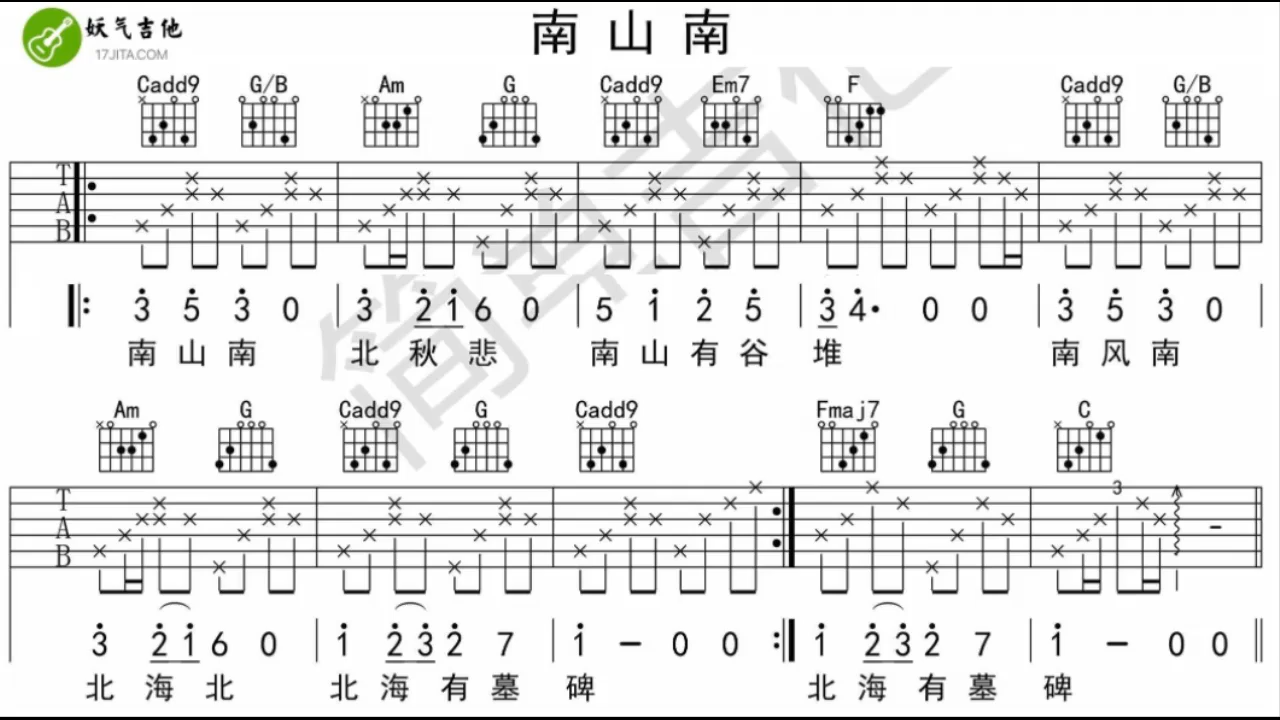 妖气吉他
17JITA.COM
南山南
Cadd9 G/B Am G Cadd9 Em7 F Cadd9 G/B
T
A
B
3 5 3 0 3 2 1 6 0 5 1 2 5 3 4· 0 0 3 5 3 0
南山南 北秋悲 南山有谷堆 南风南
Am G Cadd9 G Cadd9 Fmaj7 G C
T
A
B
3
3 2 1 6 0 1 2 3 2 7 1 – 0 0 1 2 3 2 7 1 – 0 0
北海北 北海有墓碑 北海有墓碑